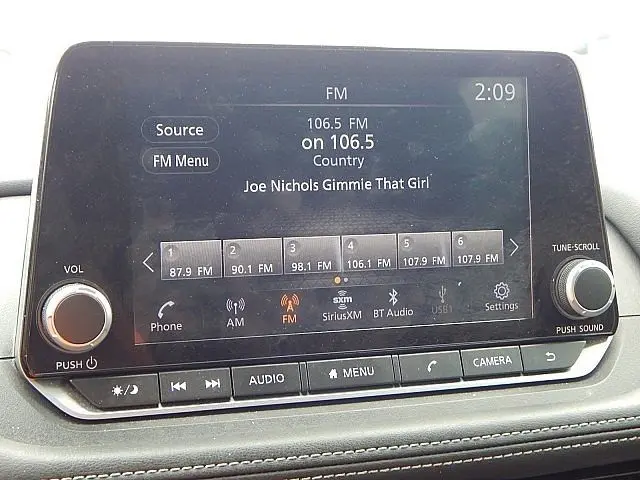 FM
2:09
Source
106.5 FM
on 106.5
FM Menu
Country
Joe Nichols Gimmie That Girl
1
87.9 FM
2
90.1 FM
3
98.1 FM
4
106.1 FM
5
107.9 FM
6
107.9 FM
Phone
AM
FM
sxm
SiriusXM
BT Audio
USB1
Settings
VOL
PUSH
TUNE·SCROLL
PUSH SOUND
AUDIO
MENU
CAMERA